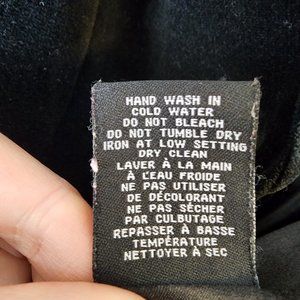 HAND WASH IN
COLD WATER
DO NOT BLEACH
DO NOT TUMBLE DRY
IRON AT LOW SETTING
DRY CLEAN
LAVER À LA MAIN
À L'EAU FROIDE
NE PAS UTILISER
DE DÉCOLORANT
NE PAS SÉCHER
PAR CULBUTAGE
REPASSER À BASSE
TEMPÉRATURE
NETTOYER À SEC